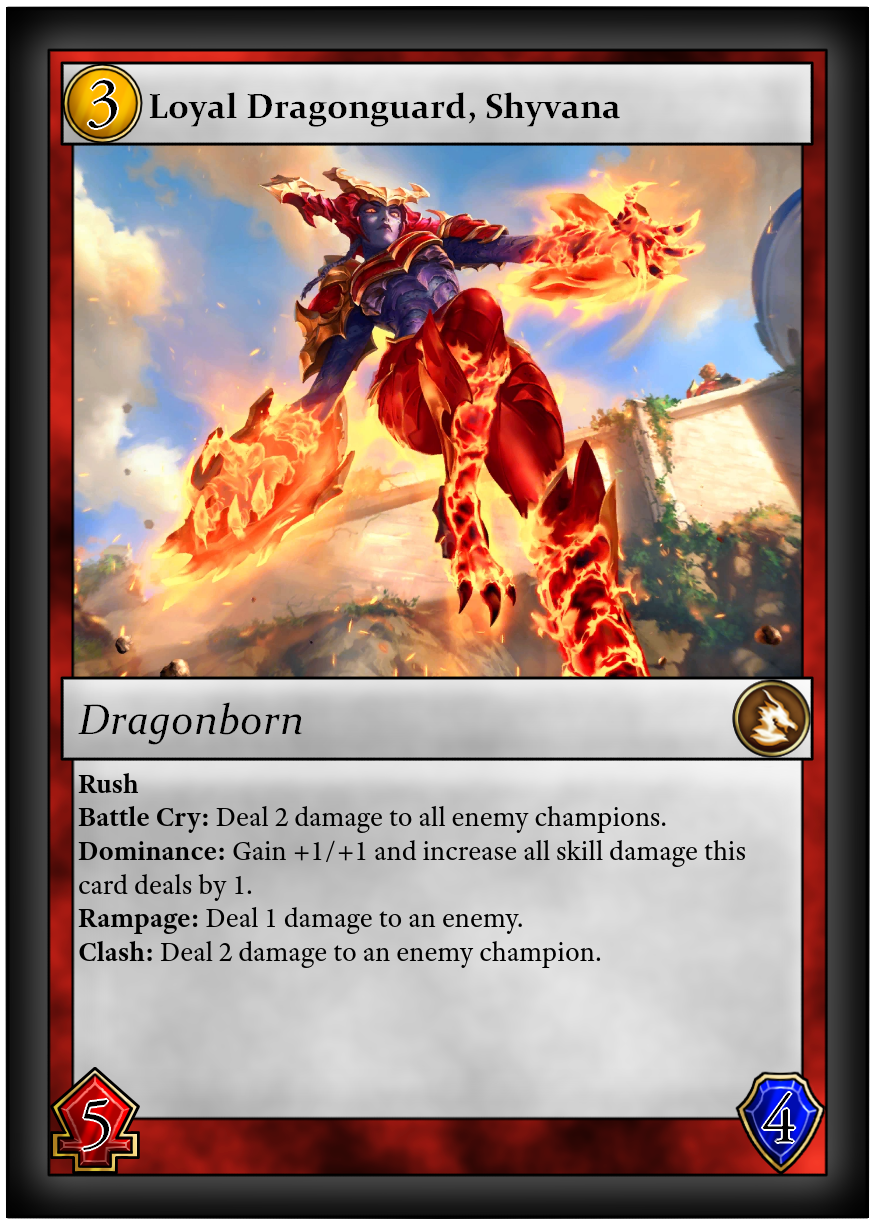 3
Loyal Dragonguard, Shyvana
Dragonborn
Rush
Battle Cry: Deal 2 damage to all enemy champions.
Dominance: Gain +1/+1 and increase all skill damage this
card deals by 1.
Rampage: Deal 1 damage to an enemy.
Clash: Deal 2 damage to an enemy champion.
5
4